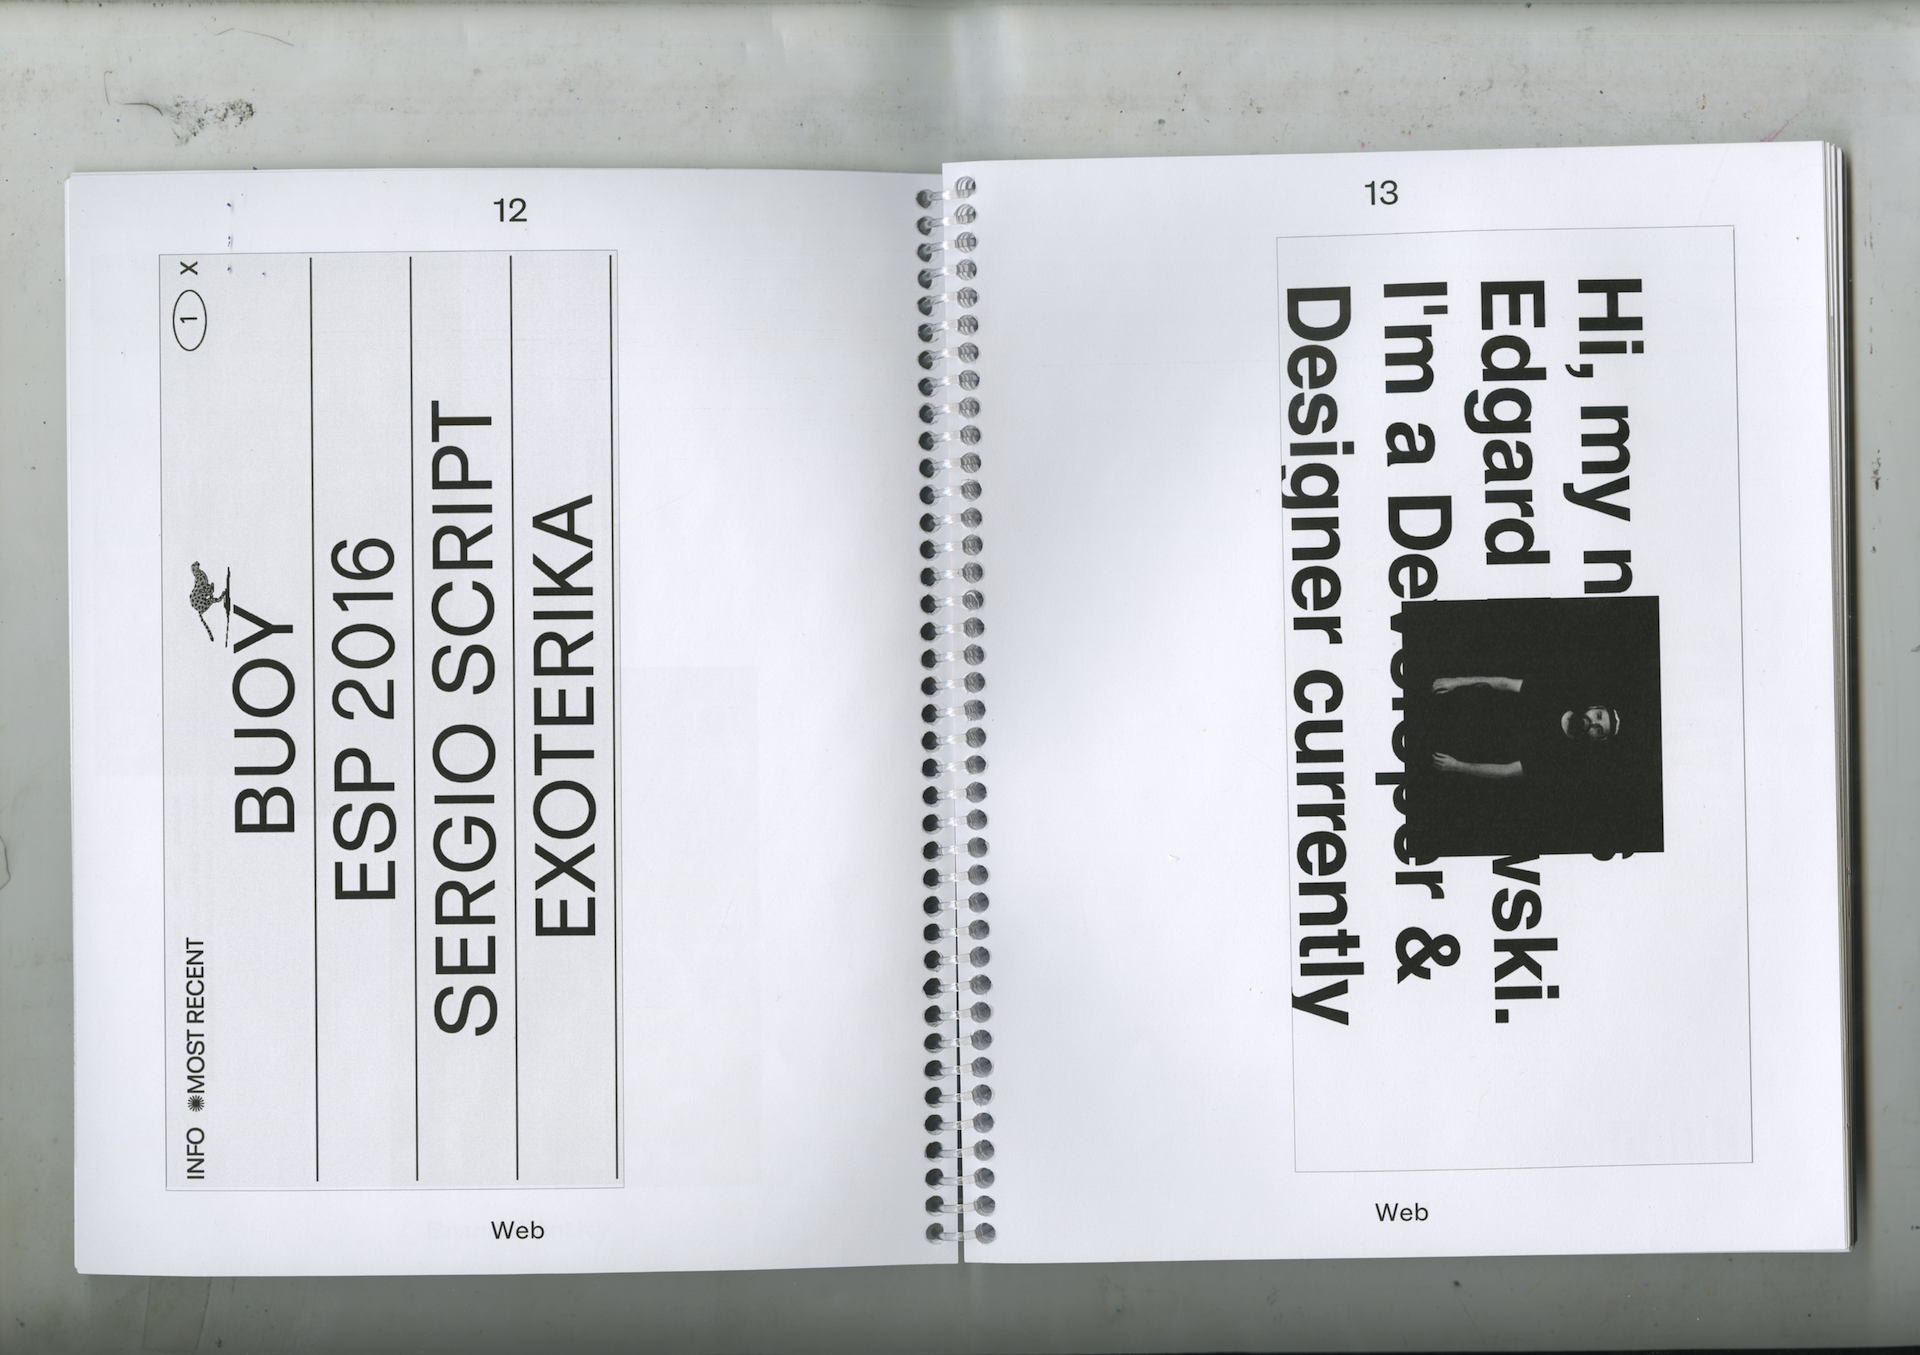 12
INFO MOST RECENT 1 X
BUOY
ESP 2016
SERGIO SCRIPT
EXOTERIKA
Web
13
Hi, my
Edgard
I'm a &
Designer currently
Web